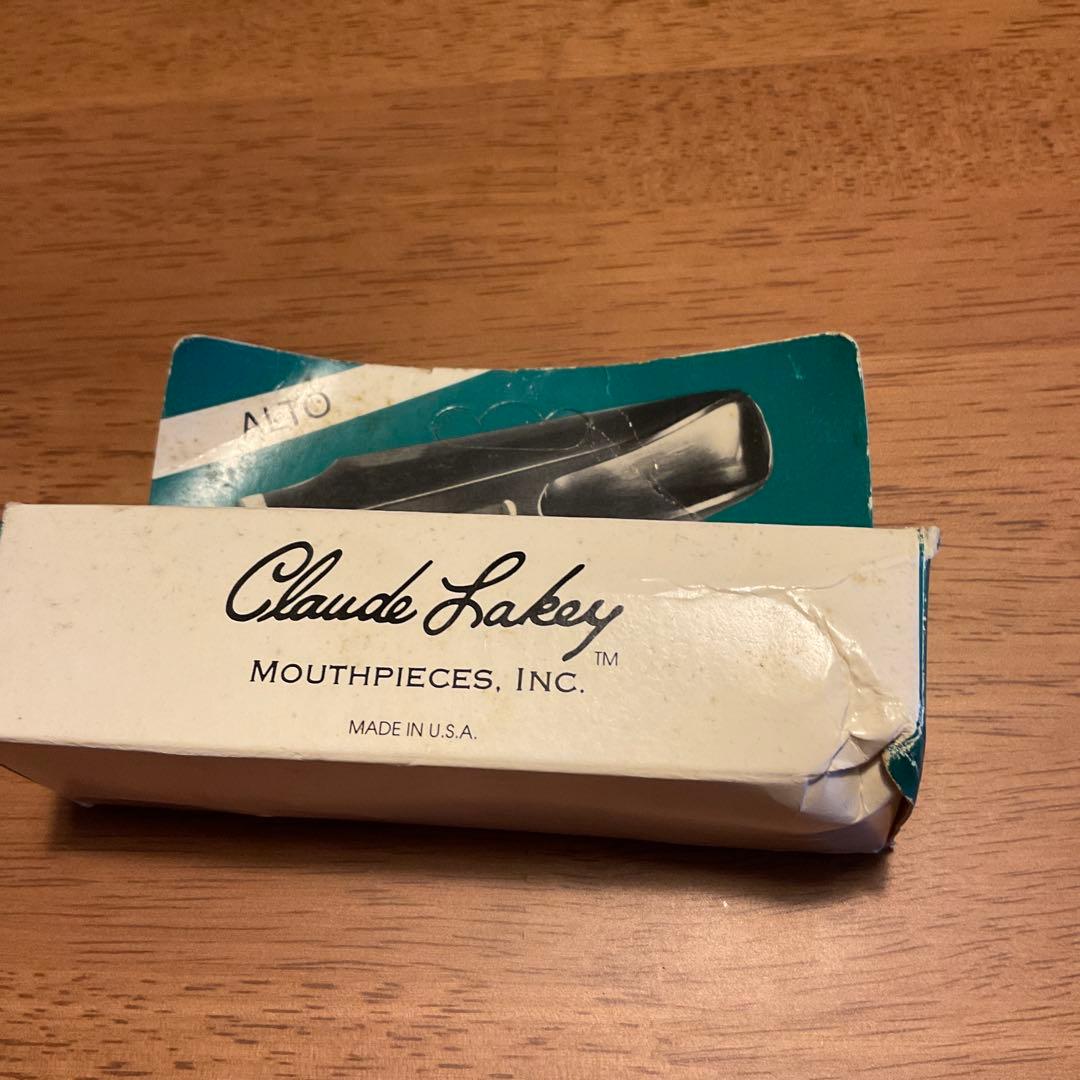 ALTO
Claude Lakey
TM
MOUTHPIECES, INC.
MADE IN U.S.A.